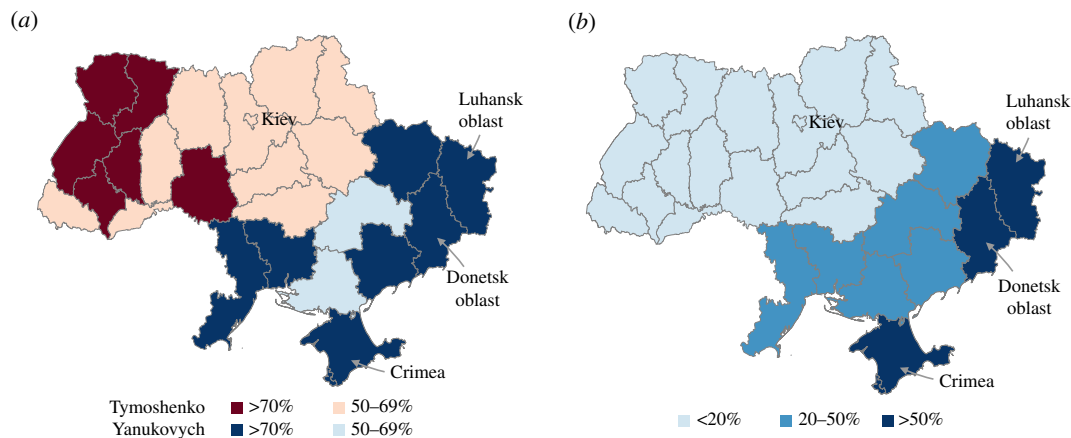 (a)
Kiev
Luhansk
oblast
Donetsk
oblast
Crimea
Tymoshenko >70% 50–69%
Yanukovych >70% 50–69%
(b)
Kiev
Luhansk
oblast
Donetsk
oblast
Crimea
<20% 20–50% >50%